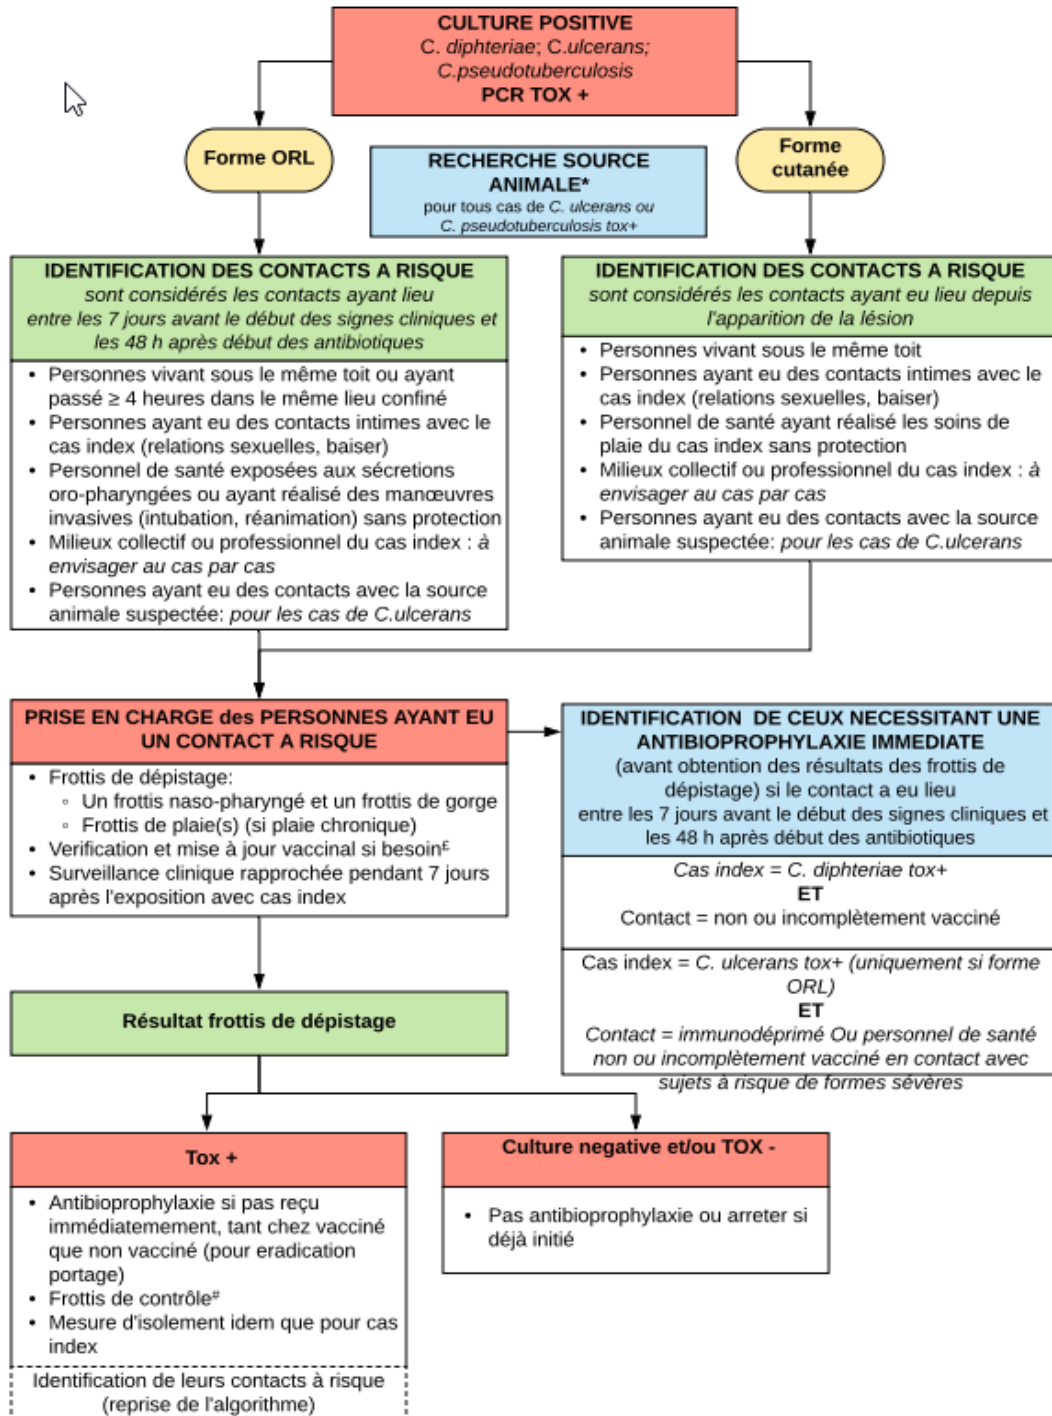 CULTURE POSITIVE
C. diphteriae; C.ulcerans;
C.pseudotuberculosis
PCR TOX +
Forme ORL
RECHERCHE SOURCE
ANIMALE*
pour tous cas de C. ulcerans ou
C. pseudotuberculosis tox+
Forme
cutanée
IDENTIFICATION DES CONTACTS A RISQUE
sont considérés les contacts ayant lieu
entre les 7 jours avant le début des signes cliniques et
les 48 h après début des antibiotiques
• Personnes vivant sous le même toit ou ayant
passé ≥ 4 heures dans le même lieu confiné
• Personnes ayant eu des contacts intimes avec le
cas index (relations sexuelles, baiser)
• Personnel de santé exposées aux sécrétions
oro-pharyngées ou ayant réalisé des manœuvres
invasives (intubation, réanimation) sans protection
• Milieux collectif ou professionnel du cas index : à
envisager au cas par cas
• Personnes ayant eu des contacts avec la source
animale suspectée: pour les cas de C.ulcerans
IDENTIFICATION DES CONTACTS A RISQUE
sont considérés les contacts ayant eu lieu depuis
l'apparition de la lésion
• Personnes vivant sous le même toit
• Personnes ayant eu des contacts intimes avec le
cas index (relations sexuelles, baiser)
• Personnel de santé ayant réalisé les soins de
plaie du cas index sans protection
• Milieux collectif ou professionnel du cas index : à
envisager au cas par cas
• Personnes ayant eu des contacts avec la source
animale suspectée: pour les cas de C.ulcerans
PRISE EN CHARGE des PERSONNES AYANT EU
UN CONTACT A RISQUE
• Frottis de dépistage:
◦ Un frottis naso-pharyngé et un frottis de gorge
◦ Frottis de plaie(s) (si plaie chronique)
• Verification et mise à jour vaccinal si besoin£
• Surveillance clinique rapprochée pendant 7 jours
après l'exposition avec cas index
IDENTIFICATION DE CEUX NECESSITANT UNE
ANTIBIOPROPHYLAXIE IMMEDIATE
(avant obtention des résultats des frottis de
dépistage) si le contact a eu lieu
entre les 7 jours avant le début des signes cliniques et
les 48 h après début des antibiotiques
Cas index = C. diphteriae tox+
ET
Contact = non ou incomplètement vacciné
Cas index = C. ulcerans tox+ (uniquement si forme
ORL)
ET
Contact = immunodéprimé Ou personnel de santé
non ou incomplètement vacciné en contact avec
sujets à risque de formes sévères
Résultat frottis de dépistage
Tox +
• Antibioprophylaxie si pas reçu
immédiatemement, tant chez vacciné
que non vacciné (pour eradication
portage)
• Frottis de contrôle#
• Mesure d'isolement idem que pour cas
index
Identification de leurs contacts à risque
(reprise de l'algorithme)
Culture negative et/ou TOX -
• Pas antibioprophylaxie ou arreter si
déjà initié